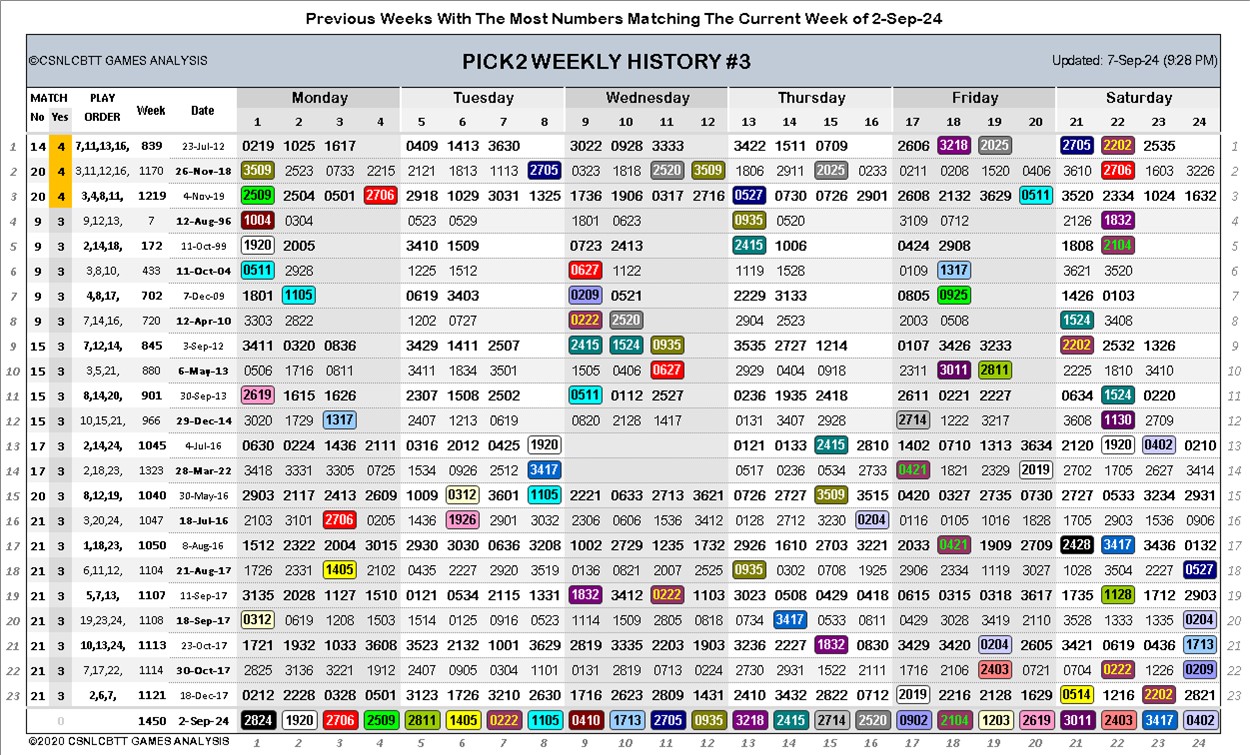 Previous Weeks With The Most Numbers Matching The Current Week of 2-Sep-24
©CSNLCBTT GAMES ANALYSIS PICK2 WEEKLY HISTORY #3 Updated: 7-Sep-24 (9:28 PM)
MATCH PLAY Week Date Monday Tuesday Wednesday Thursday Friday Saturday
No Yes ORDER 1 2 3 4 5 6 7 8 9 10 11 12 13 14 15 16 17 18 19 20 21 22 23 24
1 14 4 7,11,13,16, 839 23-Jul-12 0219 1025 1617 0409 1413 3630 3022 0928 3333 3422 1511 0709 2606 3218 2025 2705 2202 2535 1
2 20 4 3,11,12,16, 1170 26-Nov-18 3509 2523 0733 2215 2121 1813 1113 2705 0323 1818 2520 3509 1806 2911 2025 0233 0211 0208 1520 0406 3610 2706 1603 3226 2
3 20 4 3,4,8,11, 1219 4-Nov-19 2509 2504 0501 2706 2918 1029 3031 1325 1736 1906 0317 2716 0527 0730 0726 2901 2608 2132 3629 0511 3520 2334 1024 1632 3
4 9 3 9,12,13, 7 12-Aug-96 1004 0304 0523 0529 1801 0623 0935 0520 3109 0712 2126 1832 4
5 9 3 2,14,18, 172 11-Oct-99 1920 2005 3410 1509 0723 2413 2415 1006 0424 2908 1808 2104 5
6 9 3 3,8,10, 433 11-Oct-04 0511 2928 1225 1512 0627 1122 1119 1528 0109 1317 3621 3520 6
7 9 3 4,8,17, 702 7-Dec-09 1801 1105 0619 3403 0209 0521 2229 3133 0805 0925 1426 0103 7
8 9 3 7,14,16, 720 12-Apr-10 3303 2822 1202 0727 0222 2520 2904 2523 2003 0508 1524 3408 8
9 15 3 7,12,14, 845 3-Sep-12 3411 0320 0836 3429 1411 2507 2415 1524 0935 3535 2727 1214 0107 3426 3233 2202 2532 1326 9
10 15 3 3,5,21, 880 6-May-13 0506 1716 0811 3411 1834 3501 1505 0406 0627 2929 0404 0918 2311 3011 2811 2225 1810 3410 10
11 15 3 8,14,20, 901 30-Sep-13 2619 1615 1626 2307 1508 2502 0511 0112 2527 0236 1935 2418 2611 0221 2227 0634 1524 0220 11
12 15 3 10,15,21, 966 29-Dec-14 3020 1729 1317 2407 1213 0619 0820 2128 1417 0131 3407 2928 2714 1222 3217 3608 1130 2709 12
13 17 3 2,14,24, 1045 4-Jul-16 0630 0224 1436 2111 0316 2012 0425 1920 0121 0133 2415 2810 1402 0710 1313 3634 2120 1920 0402 0210 13
14 17 3 2,18,23, 1323 28-Mar-22 3418 3331 3305 0725 1534 0926 2512 3417 0517 0236 0534 2733 0421 1821 2329 2019 2702 1705 2627 3414 14
15 20 3 8,12,19, 1040 30-May-16 2903 2117 2413 2609 1009 0312 3601 1105 2221 0633 2713 3621 0726 2727 3509 3515 0420 0327 2735 0730 2727 0533 3234 2931 15
16 21 3 3,20,24, 1047 18-Jul-16 2103 3101 2706 0205 1436 1926 2901 3032 2306 0606 1536 3412 0128 2712 3230 0204 0116 0105 1016 1828 1705 2903 1536 0906 16
17 21 3 1,18,23, 1050 8-Aug-16 1512 2322 2004 3015 2930 3030 0636 3208 1002 2729 1235 1732 2926 1610 2703 3221 2033 0421 1909 2709 2428 3417 3436 0132 17
18 21 3 6,11,12, 1104 21-Aug-17 1726 2331 1405 2102 0435 2227 2920 3519 0136 0821 2007 2525 0935 0302 0708 1925 2906 2334 1119 3027 1028 3504 2227 0527 18
19 21 3 5,7,13, 1107 11-Sep-17 3135 2028 1127 1510 0121 0534 2115 1331 1832 3412 0222 1103 3023 0508 0429 0418 0615 0315 0318 3617 1735 1128 1712 2903 19
20 21 3 19,23,24, 1108 18-Sep-17 0312 0619 1208 1503 1514 0125 0916 0523 1114 1509 2805 0818 0734 3417 0533 0811 0429 3028 3419 2110 3528 1333 1335 0204 20
21 21 3 10,13,24, 1113 23-Oct-17 1721 1932 1033 3608 3523 2132 1001 3629 2819 3335 2203 1903 3236 2227 1832 0830 3429 3420 0204 2605 3421 0619 0436 1713 21
22 21 3 7,17,22, 1114 30-Oct-17 2825 3136 3221 1912 2407 0905 2304 1101 0131 2819 0713 0224 2730 2931 1522 2111 1716 2106 2403 0721 0704 0222 1226 0209 22
23 21 3 2,6,7, 1121 18-Dec-17 0212 2228 0328 0501 3123 1726 3210 2630 1716 2623 2809 1431 2410 3432 2822 0712 2019 2216 2128 1629 0514 1216 2202 2821 23
0 1450 2-Sep-24 2824 1920 2706 2509 2811 1405 0222 1105 0410 1713 2705 0935 3218 2415 2714 2520 0902 2104 1203 2619 3011 2403 3417 0402
©2020 CSNLCBTT GAMES ANALYSIS 1 2 3 4 5 6 7 8 9 10 11 12 13 14 15 16 17 18 19 20 21 22 23 24